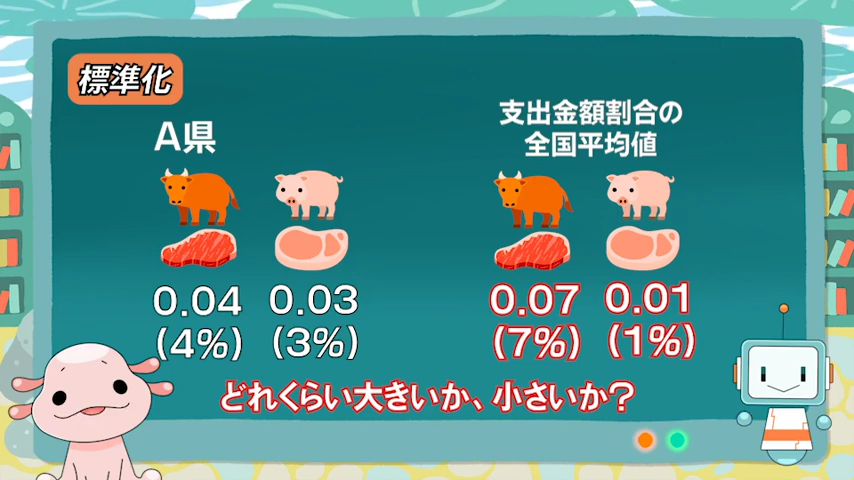 標準化
A県
支出金額割合の
全国平均値
0.04 0.03
(4%) (3%)
0.07 0.01
(7%) (1%)
どれくらい大きいか、小さいか?